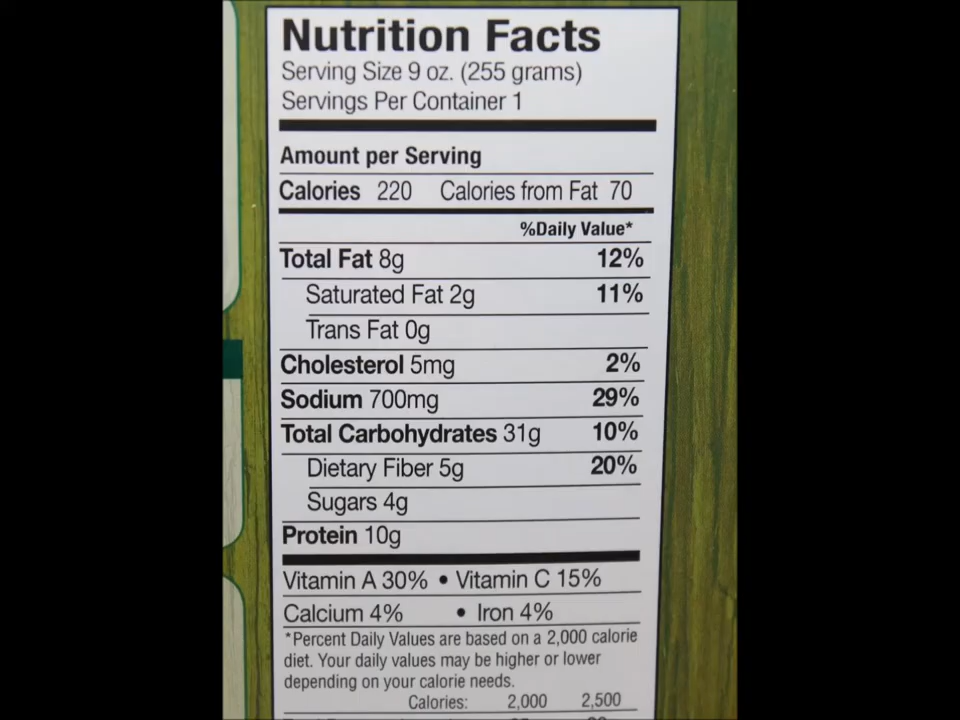 Nutrition Facts
Serving Size 9 oz. (255 grams)
Servings Per Container 1
Amount per Serving
Calories 220 Calories from Fat 70
%Daily Value*
Total Fat 8g 12%
Saturated Fat 2g 11%
Trans Fat 0g
Cholesterol 5mg 2%
Sodium 700mg 29%
Total Carbohydrates 31g 10%
Dietary Fiber 5g 20%
Sugars 4g
Protein 10g
Vitamin A 30% • Vitamin C 15%
Calcium 4% • Iron 4%
*Percent Daily Values are based on a 2,000 calorie
diet. Your daily values may be higher or lower
depending on your calorie needs.
Calories: 2,000 2,500